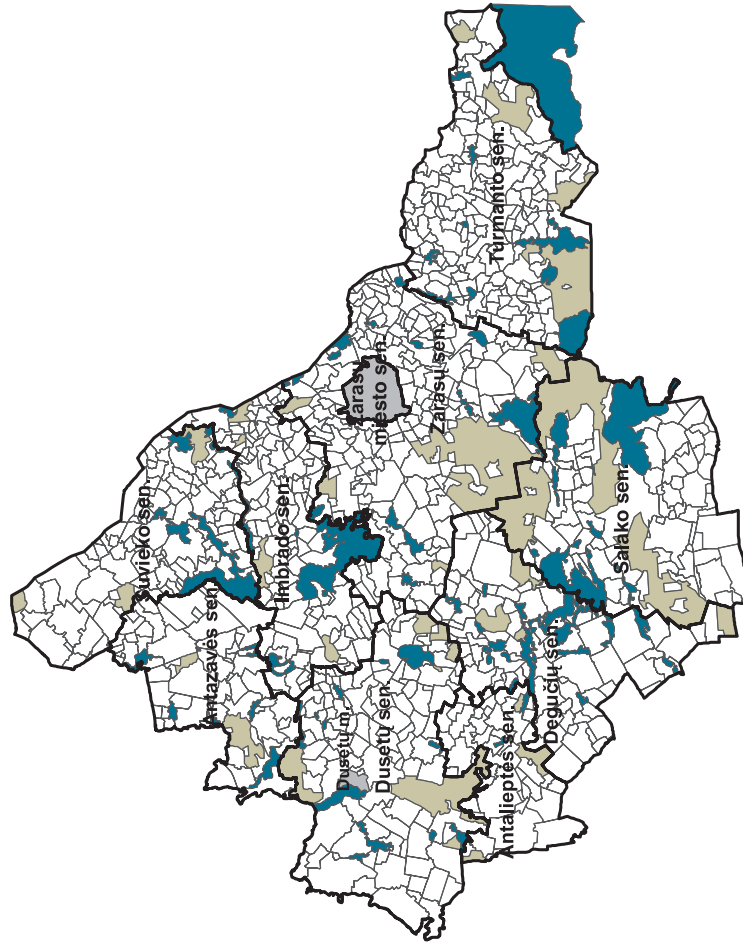 Suvieko sen.
Antazavės sen.
Imbrado sen.
Dusetų m.
Zarasų
miesto sen.
Dusetų sen.
Zarasų sen.
Turmanto sen.
Antalieptės sen.
Degučių sen.
Salako sen.